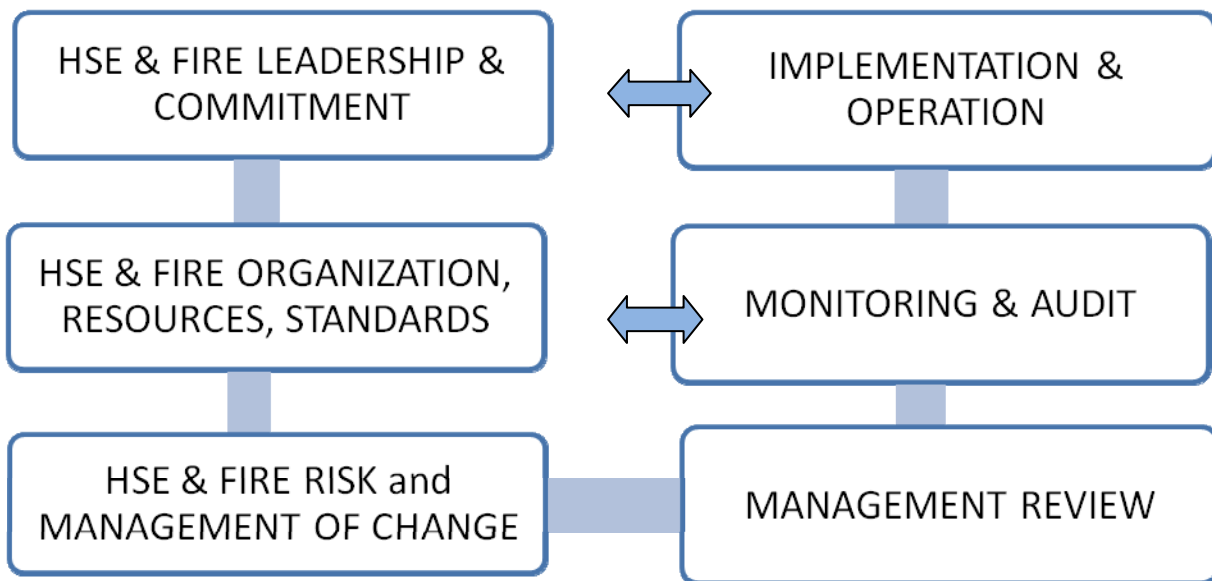 HSE & FIRE LEADERSHIP &
COMMITMENT
IMPLEMENTATION &
OPERATION
HSE & FIRE ORGANIZATION,
RESOURCES, STANDARDS
MONITORING & AUDIT
HSE & FIRE RISK and
MANAGEMENT OF CHANGE
MANAGEMENT REVIEW